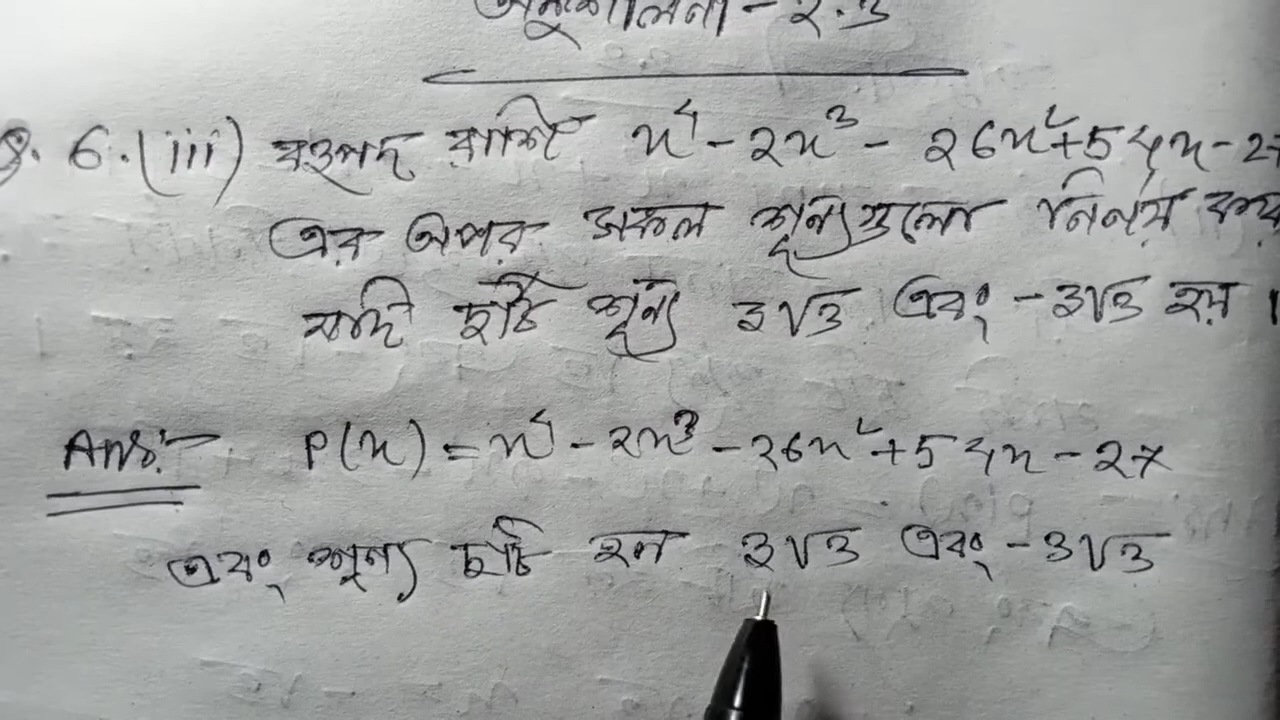 অনুশীলনী - 2.3
Q. 6.(iii) বহুপদ ৰাশি x⁴ - 2x³ - 26x² + 54x - 27
এর অপর সকল শূন্যগুলো নির্ণয় কর
যদি দুটি শূন্য 3√3 এবং -3√3 হয় ।
Ans:- P(x) = x⁴ - 2x³ - 26x² + 54x - 27
এবং শূন্য দুটি হল 3√3 এবং -3√3